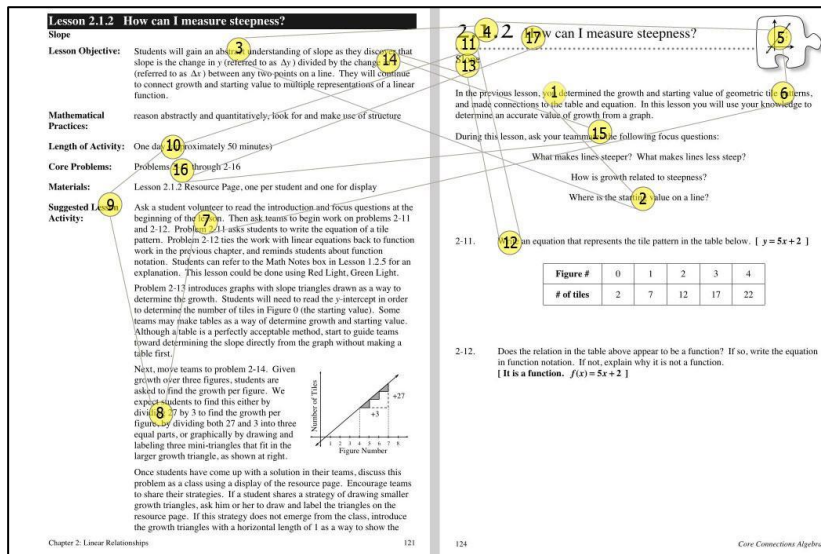 Lesson 2.1.2 How can I measure steepness?
Slope
Lesson Objective: Students will gain an understanding of slope as they discover that
slope is the change in y (referred to as Δy) divided by the change
(referred to as Δx) between any two points on a line. They will continue
to connect growth and starting value to multiple representations of a linear
function.
Mathematical Practices: reason abstractly and quantitatively, look for and make use of structure
Length of Activity: One day approximately 50 minutes)
Core Problems: Problems through 2-16
Materials: Lesson 2.1.2 Resource Page, one per student and one for display
Suggested Lesson Activity: Ask a student volunteer to read the introduction and focus questions at the
beginning of the lesson. Then ask teams to begin work on problems 2-11
and 2-12. Problem 2-11 asks students to write the equation of a tile
pattern. Problem 2-12 ties the work with linear equations back to function
work in the previous chapter, and reminds students about function
notation. Students can refer to the Math Notes box in Lesson 1.2.5 for an
explanation. This lesson could be done using Red Light, Green Light.
Problem 2-13 introduces graphs with slope triangles drawn as a way to
determine the growth. Students will need to read the y-intercept in order
to determine the number of tiles in Figure 0 (the starting value). Some
teams may make tables as a way of determine growth and starting value.
Although a table is a perfectly acceptable method, start to guide teams
toward determining the slope directly from the graph without making a
table first.
Next, move teams to problem 2-14. Given
growth over three figures, students are
asked to find the growth per figure. We
expect students to find this either by
dividing 27 by 3 to find the growth per
figure, by dividing both 27 and 3 into three
equal parts, or graphically by drawing and
labeling three mini-triangles that fit in the
larger growth triangle, as shown at right.
Number of Tiles
+27
+3
1 2 3 4 5 6 7 8
Figure Number
Once students have come up with a solution in their teams, discuss this
problem as a class using a display of the resource page. Encourage teams
to share their strategies. If a student shares a strategy of drawing smaller
growth triangles, ask him or her to draw and label the triangles on the
resource page. If this strategy does not emerge from the class, introduce
the growth triangles with a horizontal length of 1 as a way to show the
Chapter 2: Linear Relationships 121
2.1.2 How can I measure steepness?
Slope
In the previous lesson, you determined the growth and starting value of geometric tile patterns,
and made connections to the table and equation. In this lesson you will use your knowledge to
determine an accurate value of growth from a graph.
During this lesson, ask your teammates the following focus questions:
What makes lines steeper? What makes lines less steep?
How is growth related to steepness?
Where is the starting value on a line?
2-11. Write an equation that represents the tile pattern in the table below. [ y = 5x + 2 ]
Figure # 0 1 2 3 4
# of tiles 2 7 12 17 22
2-12. Does the relation in the table above appear to be a function? If so, write the equation
in function notation. If not, explain why it is not a function.
[ It is a function. f(x) = 5x + 2 ]
124 Core Connections Algebra
3
4
17
5
11
14
13
1
6
15
10
16
9
7
2
12
8